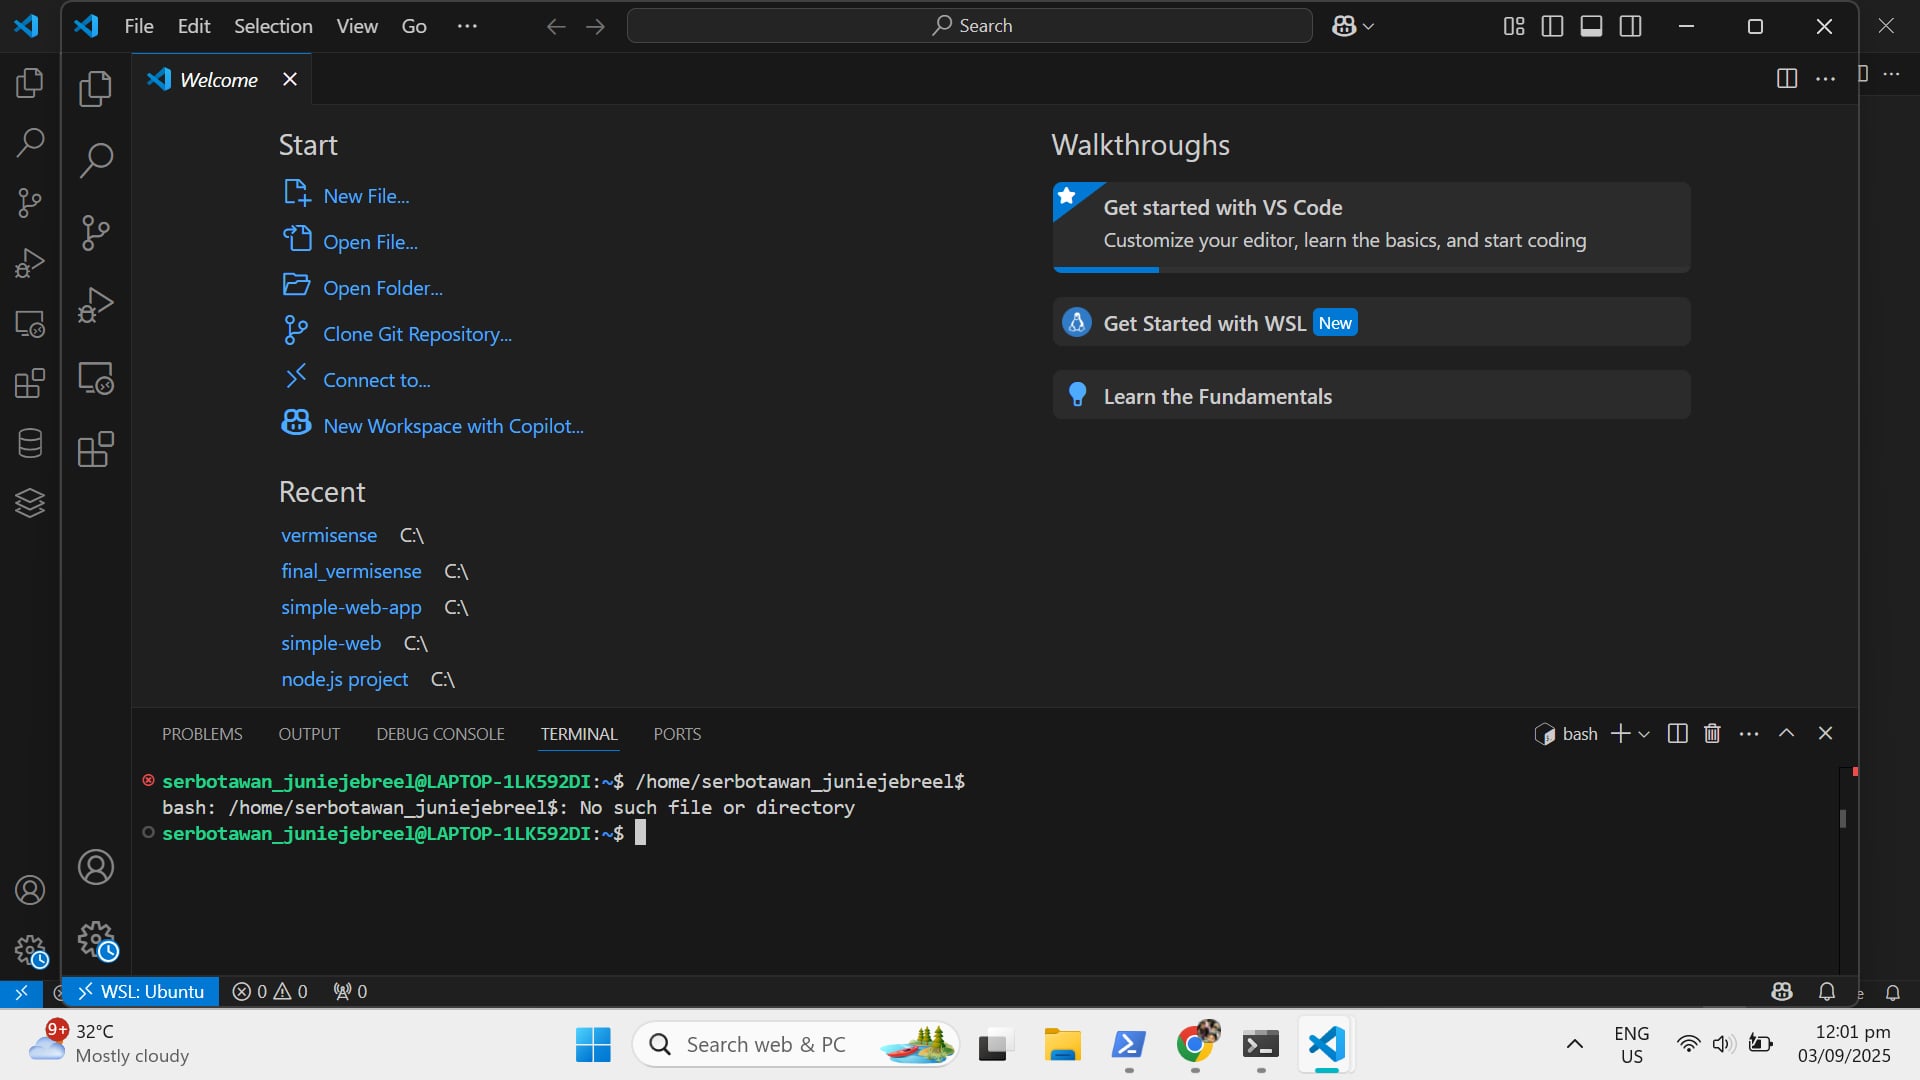 File Edit Selection View Go ··· Search
Welcome
Start
New File...
Open File...
Open Folder...
Clone Git Repository...
Connect to...
New Workspace with Copilot...
Recent
vermisense C:\
final_vermisense C:\
simple-web-app C:\
simple-web C:\
node.js project C:\
Walkthroughs
Get started with VS Code
Customize your editor, learn the basics, and start coding
Get Started with WSL New
Learn the Fundamentals
PROBLEMS OUTPUT DEBUG CONSOLE TERMINAL PORTS bash
serbotawan_juniejebreel@LAPTOP-1LK592DI:~$ /home/serbotawan_juniejebreel$
bash: /home/serbotawan_juniejebreel$: No such file or directory
serbotawan_juniejebreel@LAPTOP-1LK592DI:~$
WSL: Ubuntu 0 0 0
9+ 32°C
Mostly cloudy
Search web & PC
ENG
US
12:01 pm
03/09/2025